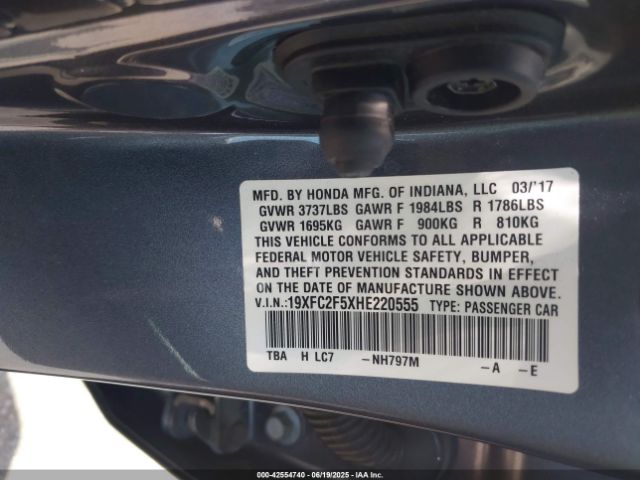 MFD. BY HONDA MFG. OF INDIANA, LLC 03/'17
GVWR 3737LBS GAWR F 1984LBS R 1786LBS
GVWR 1695KG GAWR F 900KG R 810KG
THIS VEHICLE CONFORMS TO ALL APPLICABLE
FEDERAL MOTOR VEHICLE SAFETY, BUMPER,
AND THEFT PREVENTION STANDARDS IN EFFECT
ON THE DATE OF MANUFACTURE SHOWN ABOVE.
V.I.N.:19XFC2F5XHE220555 TYPE: PASSENGER CAR
TBA H LC7 –NH797M –A –E
00-42554740 - 06/19/2025 - IAA Inc.